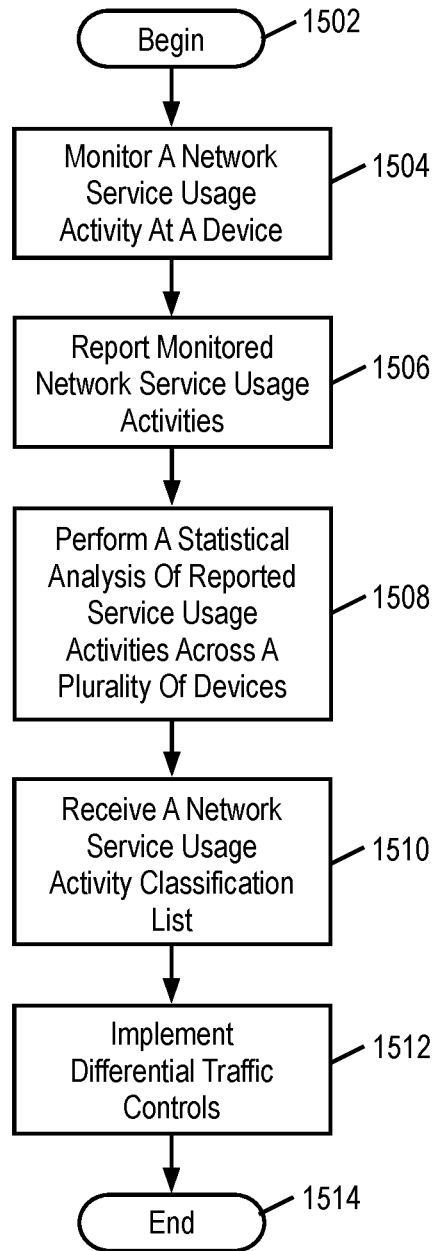 Begin
1502
Monitor A Network
Service Usage
Activity At A Device
1504
Report Monitored
Network Service Usage
Activities
1506
Perform A Statistical
Analysis Of Reported
Service Usage
Activities Across A
Plurality Of Devices
1508
Receive A Network
Service Usage
Activity Classification
List
1510
Implement
Differential Traffic
Controls
1512
End
1514